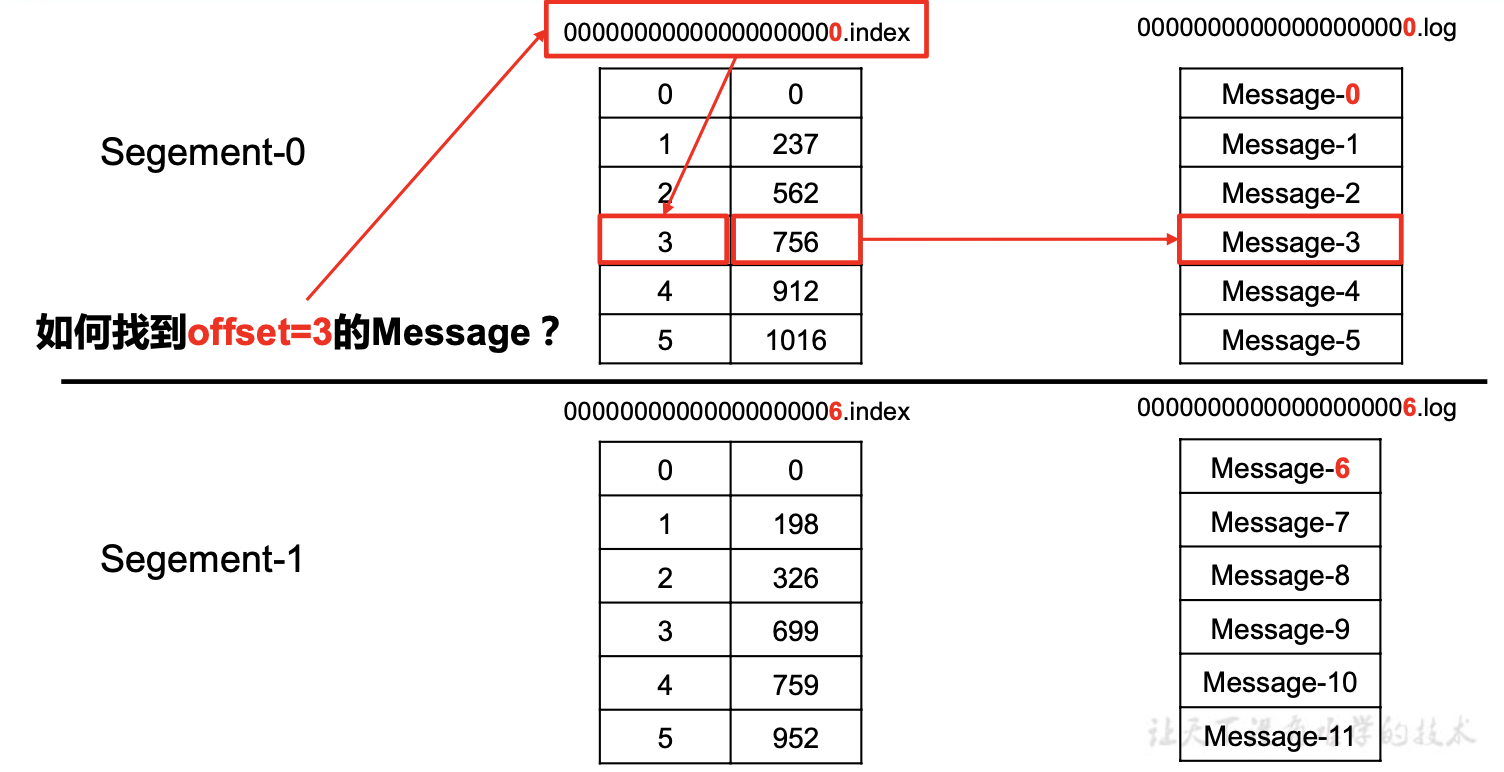 00000000000000000000.index
00000000000000000000.log
Segement-0
0 0
1 237
2 562
3 756
4 912
5 1016
Message-0
Message-1
Message-2
Message-3
Message-4
Message-5
如何找到offset=3的Message？
00000000000000000006.index
00000000000000000006.log
Segement-1
0 0
1 198
2 326
3 699
4 759
5 952
Message-6
Message-7
Message-8
Message-9
Message-10
Message-11
让天下没有难学的技术